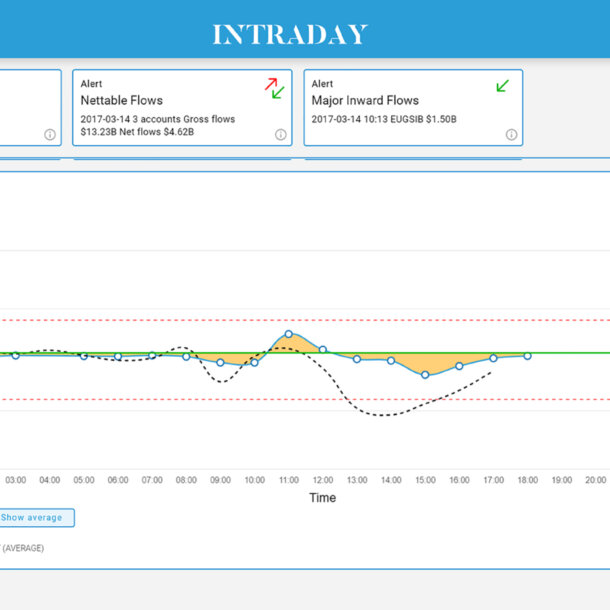 INTRADAY
Alert
Nettable Flows
2017-03-14 3 accounts Gross flows
$13.23B Net flows $4.62B
Alert
Major Inward Flows
2017-03-14 10:13 EUGSIB $1.50B
03:00 04:00 05:00 06:00 07:00 08:00 09:00 10:00 11:00 12:00 13:00 14:00 15:00 16:00 17:00 18:00 19:00 20:00
Time
Show average
(AVERAGE)